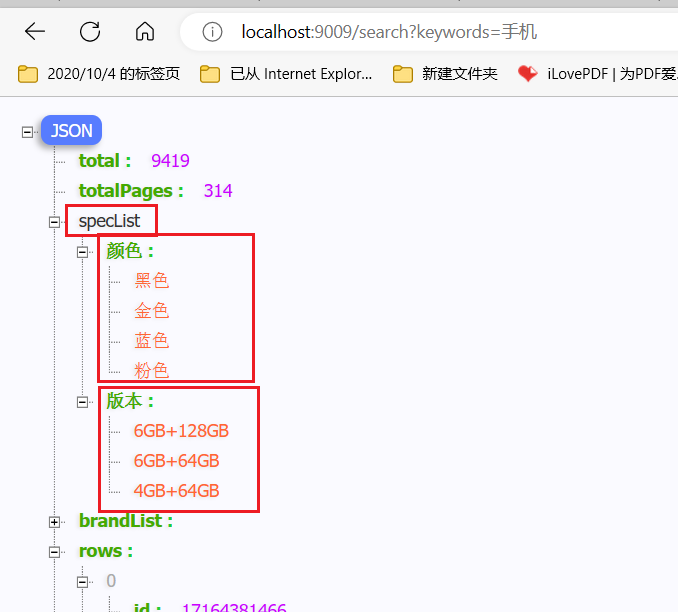 localhost:9009/search?keywords=手机
2020/10/4 的标签页 已从 Internet Explor... 新建文件夹 iLovePDF | 为PDF爱
JSON
total : 9419
totalPages : 314
specList
颜色 :
黑色
金色
蓝色
粉色
版本 :
6GB+128GB
6GB+64GB
4GB+64GB
brandList :
rows :
0
id : 17164381466